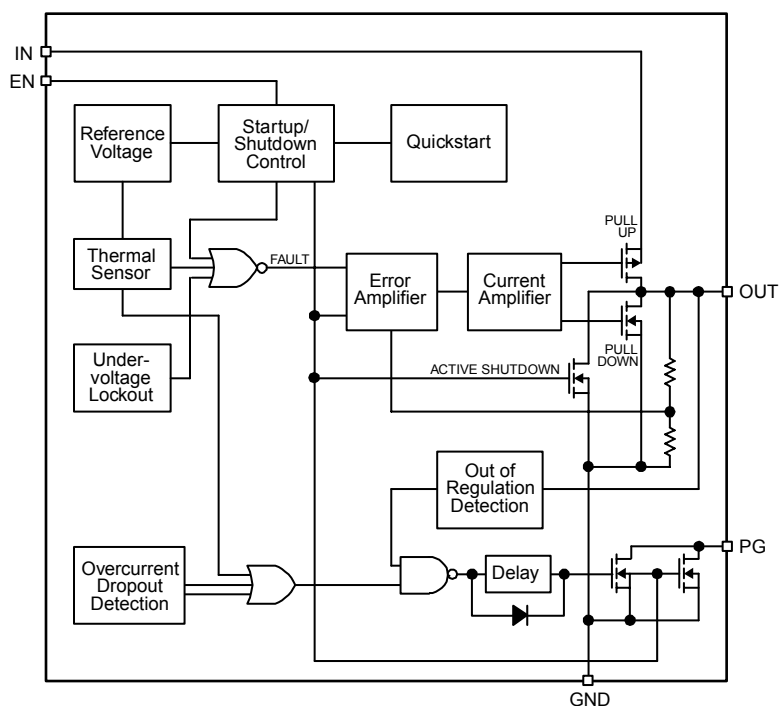 IN
EN
Reference
Voltage
Startup/
Shutdown
Control
Quickstart
PULL
UP
Thermal
Sensor
FAULT
Error
Amplifier
Current
Amplifier
OUT
Under-
voltage
Lockout
PULL
DOWN
ACTIVE SHUTDOWN
Out of
Regulation
Detection
PG
Overcurrent
Dropout
Detection
Delay
GND